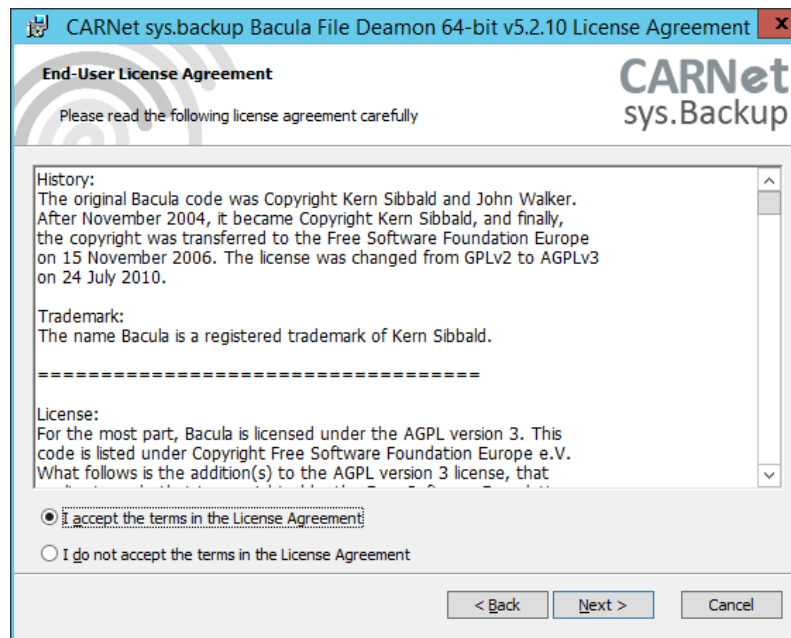 CARNet sys.backup Bacula File Deamon 64-bit v5.2.10 License Agreement
End-User License Agreement
Please read the following license agreement carefully
CARNet
sys.Backup
History:
The original Bacula code was Copyright Kern Sibbald and John Walker.
After November 2004, it became Copyright Kern Sibbald, and finally,
the copyright was transferred to the Free Software Foundation Europe
on 15 November 2006. The license was changed from GPLv2 to AGPLv3
on 24 July 2010.
Trademark:
The name Bacula is a registered trademark of Kern Sibbald.
===================================
License:
For the most part, Bacula is licensed under the AGPL version 3. This
code is listed under Copyright Free Software Foundation Europe e.V.
What follows is the addition(s) to the AGPL version 3 license, that
I accept the terms in the License Agreement
I do not accept the terms in the License Agreement
< Back
Next >
Cancel